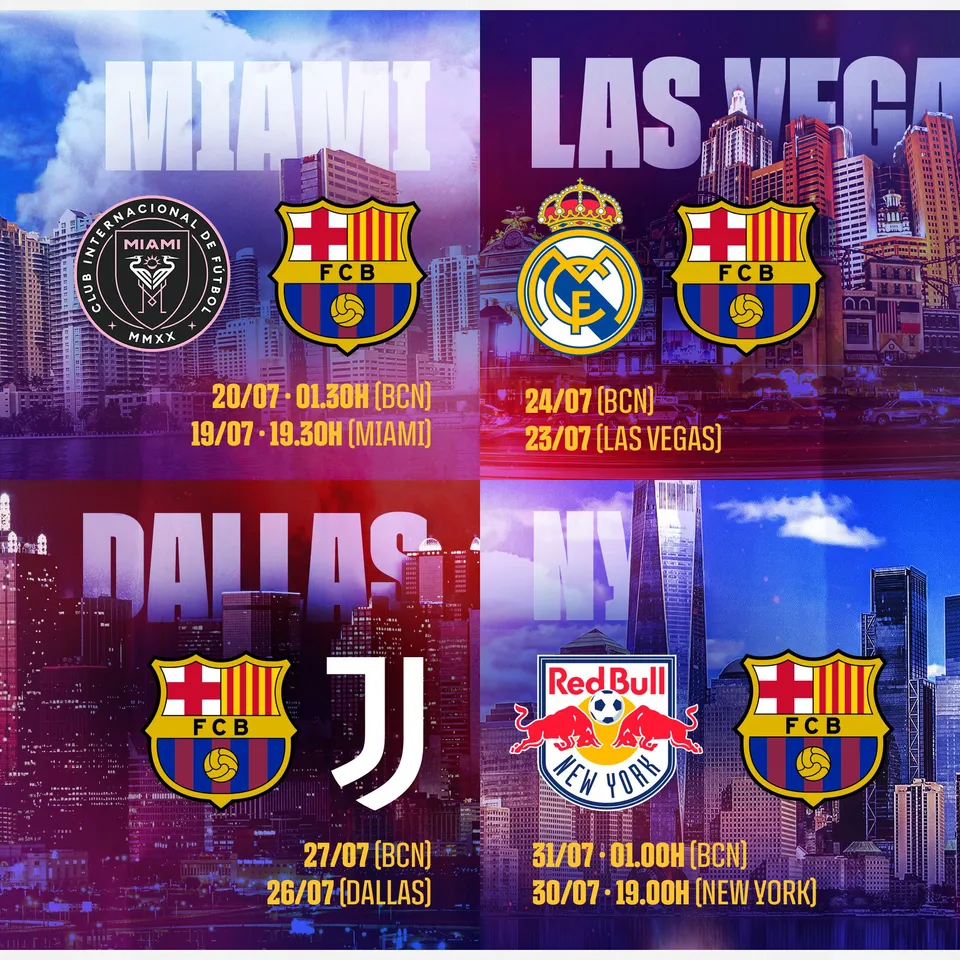 MIAMI
CLUB INTERNACIONAL DE FÚTBOL
MIAMI
MMXX
FCB
20/07 · 01.30H (BCN)
19/07 · 19.30H (MIAMI)
LAS VEGA
FCB
24/07 (BCN)
23/07 (LAS VEGAS)
DALLAS
FCB
27/07 (BCN)
26/07 (DALLAS)
NY
Red Bull
NEW YORK
FCB
31/07 · 01.00H (BCN)
30/07 · 19.00H (NEW YORK)